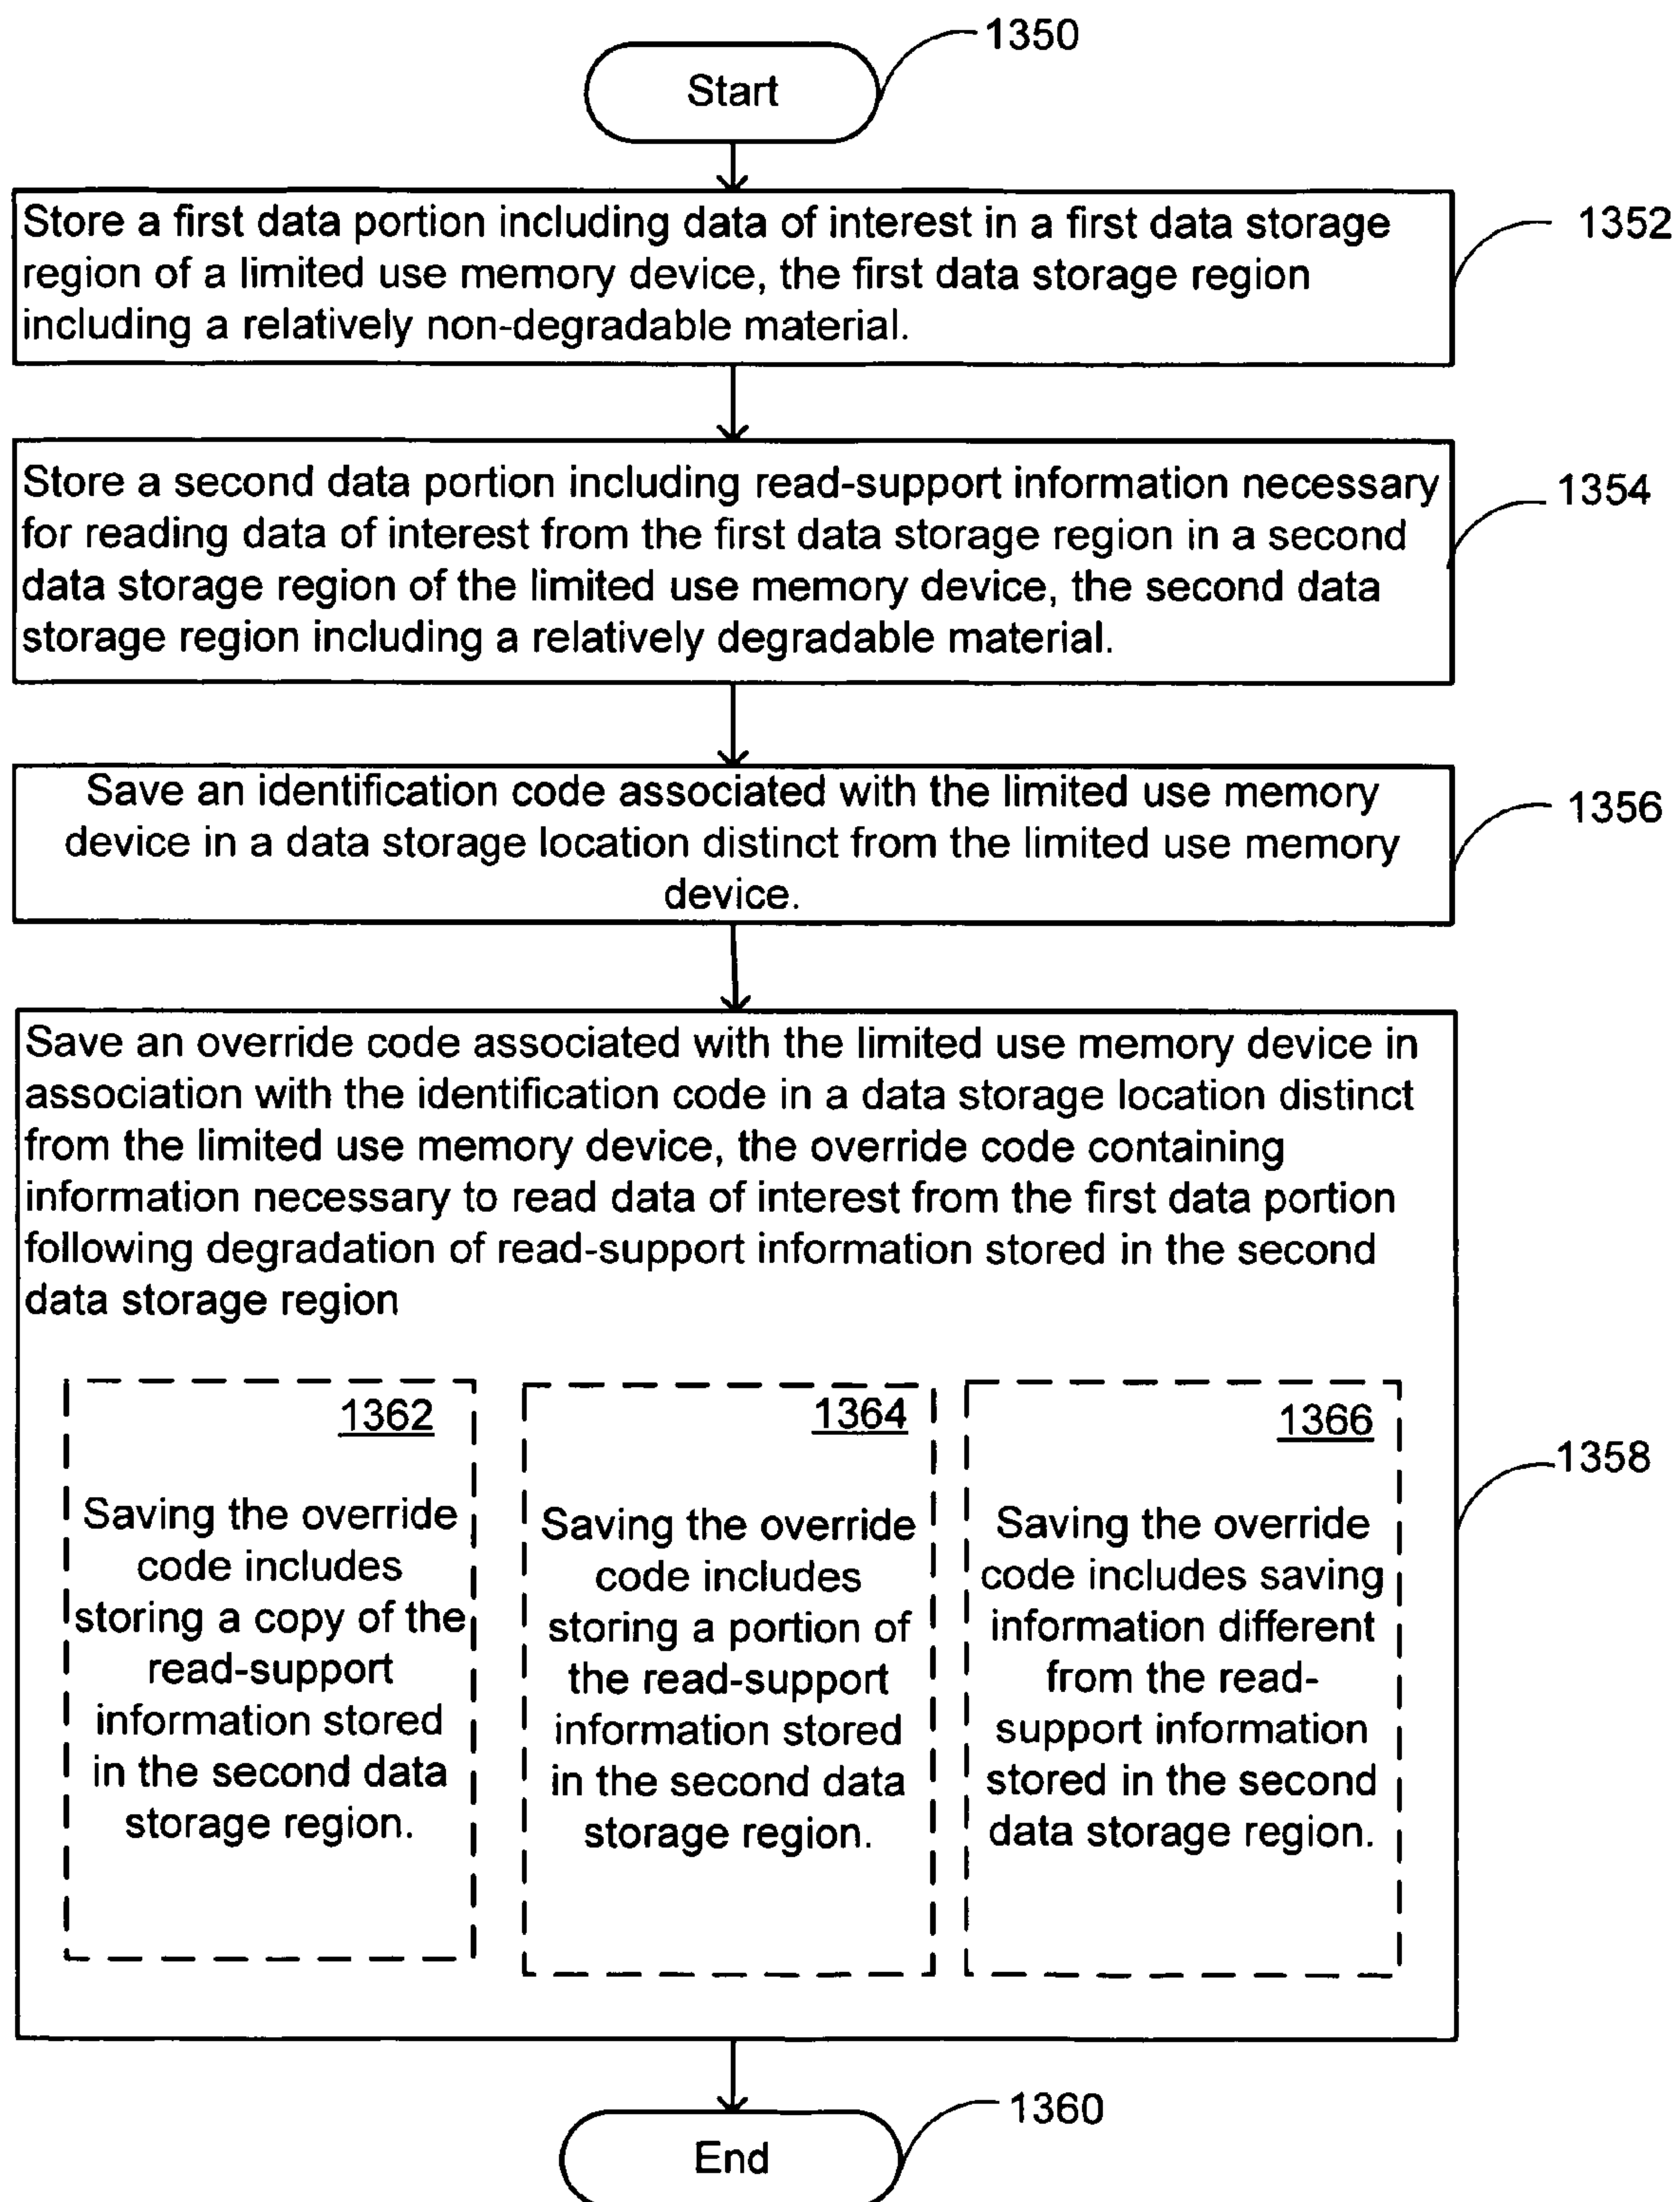 1350
Start
Store a first data portion including data of interest in a first data storage
region of a limited use memory device, the first data storage region
including a relatively non-degradable material.
1352
Store a second data portion including read-support information necessary
for reading data of interest from the first data storage region in a second
data storage region of the limited use memory device, the second data
storage region including a relatively degradable material.
1354
Save an identification code associated with the limited use memory
device in a data storage location distinct from the limited use memory
device.
1356
Save an override code associated with the limited use memory device in
association with the identification code in a data storage location distinct
from the limited use memory device, the override code containing
information necessary to read data of interest from the first data portion
following degradation of read-support information stored in the second
data storage region
1358
1362
Saving the override
code includes
storing a copy of the
read-support
information stored
in the second data
storage region.
1364
Saving the override
code includes
storing a portion of
the read-support
information stored
in the second data
storage region.
1366
Saving the override
code includes saving
information different
from the read-
support information
stored in the second
data storage region.
1360
End